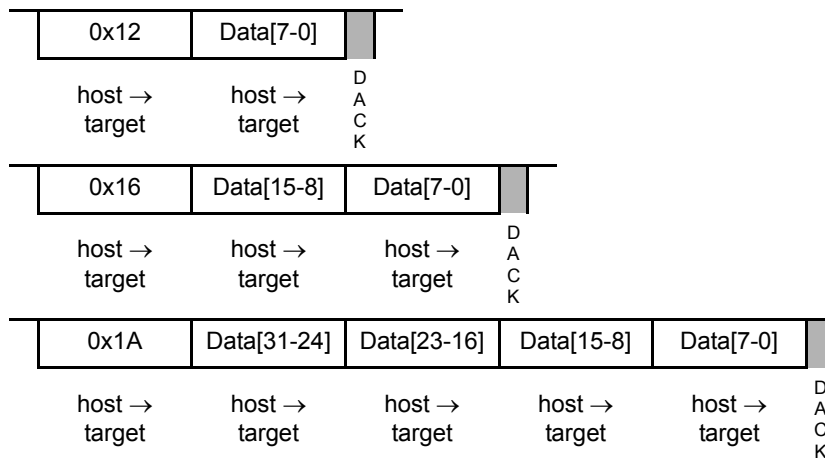 0x12 Data[7-0]
host → host →
target target
D
A
C
K
0x16 Data[15-8] Data[7-0]
host → host → host →
target target target
D
A
C
K
0x1A Data[31-24] Data[23-16] Data[15-8] Data[7-0]
host → host → host → host → host →
target target target target target
D
A
C
K